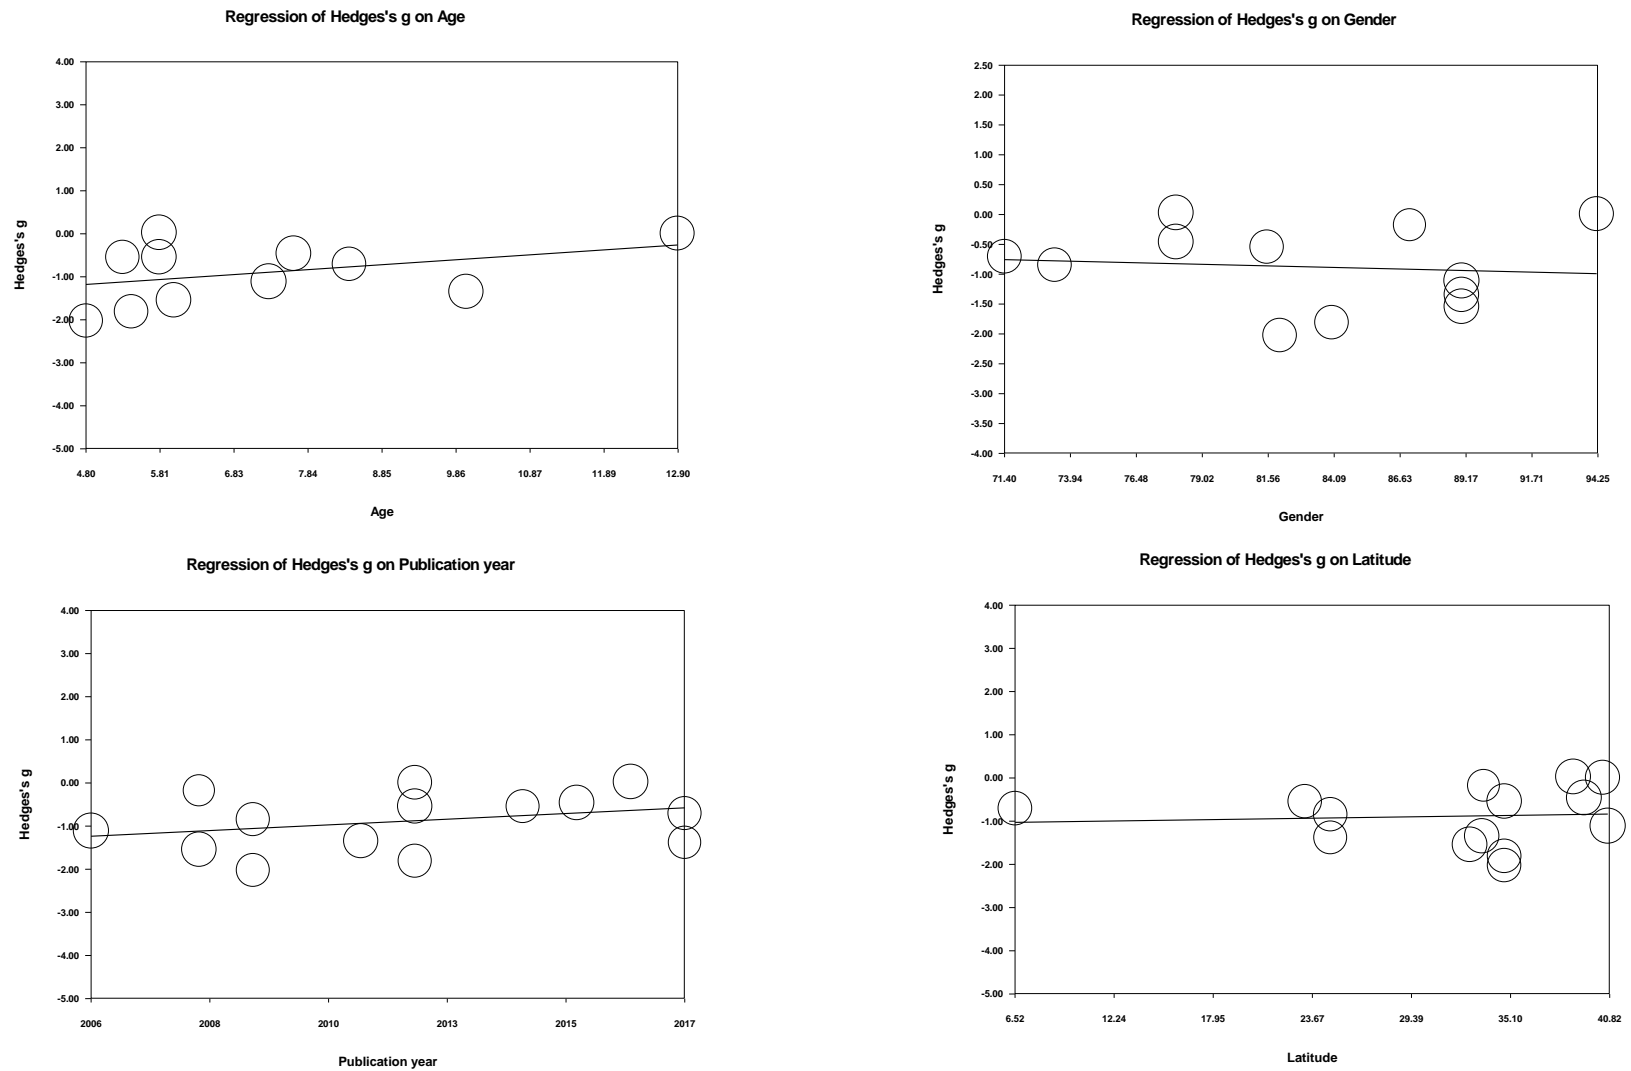 Regression of Hedges's g on Age
4.00
3.00
2.00
1.00
0.00
-1.00
-2.00
-3.00
-4.00
-5.00
Hedges's g
4.80 5.81 6.83 7.84 8.85 9.86 10.87 11.89 12.90
Age
Regression of Hedges's g on Gender
2.50
2.00
1.50
1.00
0.50
0.00
-0.50
-1.00
-1.50
-2.00
-2.50
-3.00
-3.50
-4.00
Hedges's g
71.40 73.94 76.48 79.02 81.56 84.09 86.63 89.17 91.71 94.25
Gender
Regression of Hedges's g on Publication year
4.00
3.00
2.00
1.00
0.00
-1.00
-2.00
-3.00
-4.00
-5.00
Hedges's g
2006 2008 2010 2013 2015 2017
Publication year
Regression of Hedges's g on Latitude
4.00
3.00
2.00
1.00
0.00
-1.00
-2.00
-3.00
-4.00
-5.00
Hedges's g
6.52 12.24 17.95 23.67 29.39 35.10 40.82
Latitude